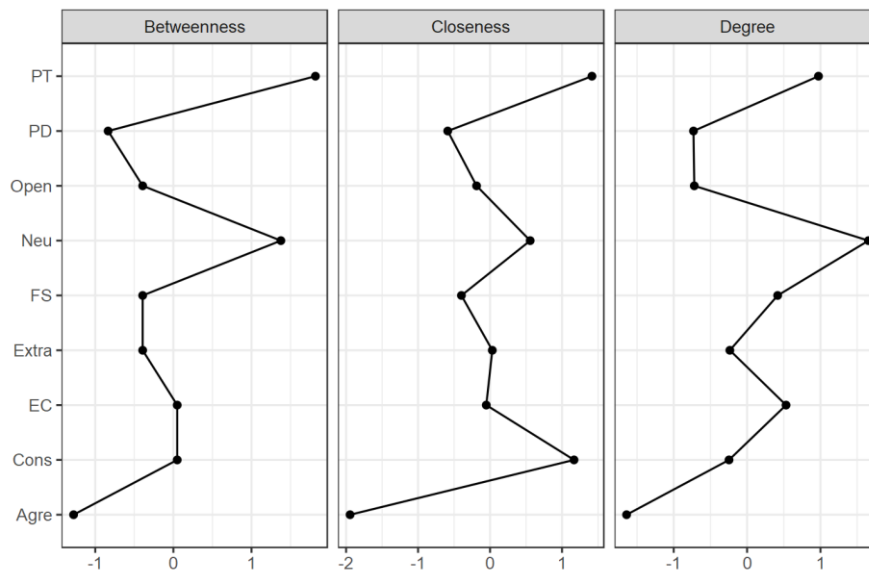 Betweenness Closeness Degree
PT
PD
Open
Neu
FS
Extra
EC
Cons
Agre
-1 0 1 -2 -1 0 1 -1 0 1